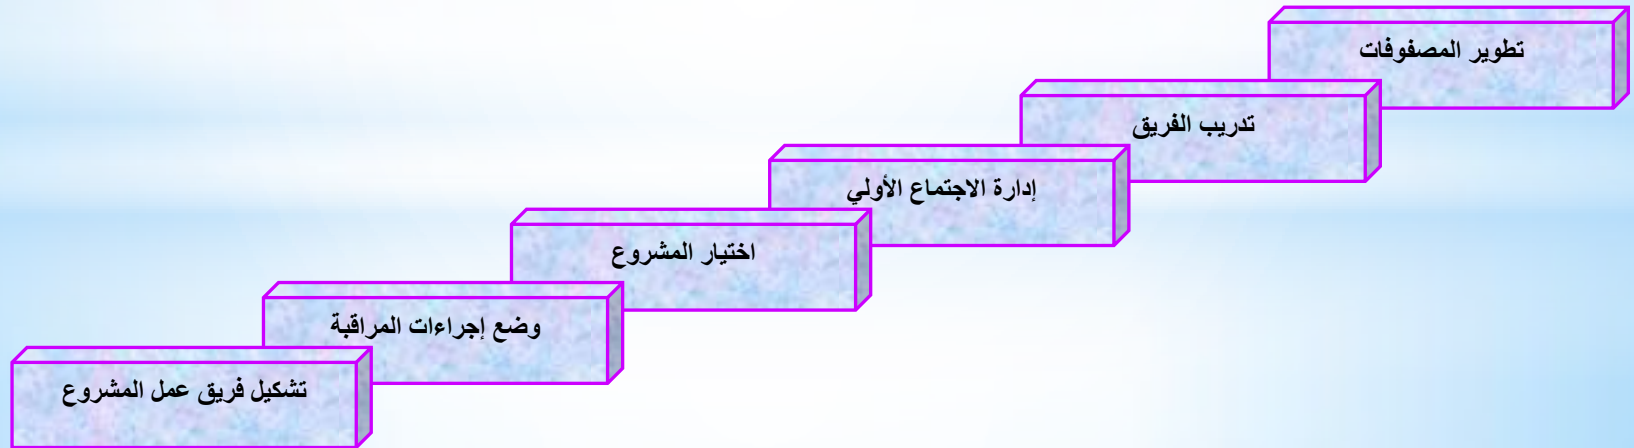 تطوير المصفوفات
تدريب الفريق
إدارة الاجتماع الأولي
اختيار المشروع
وضع إجراءات المراقبة
تشكيل فريق عمل المشروع